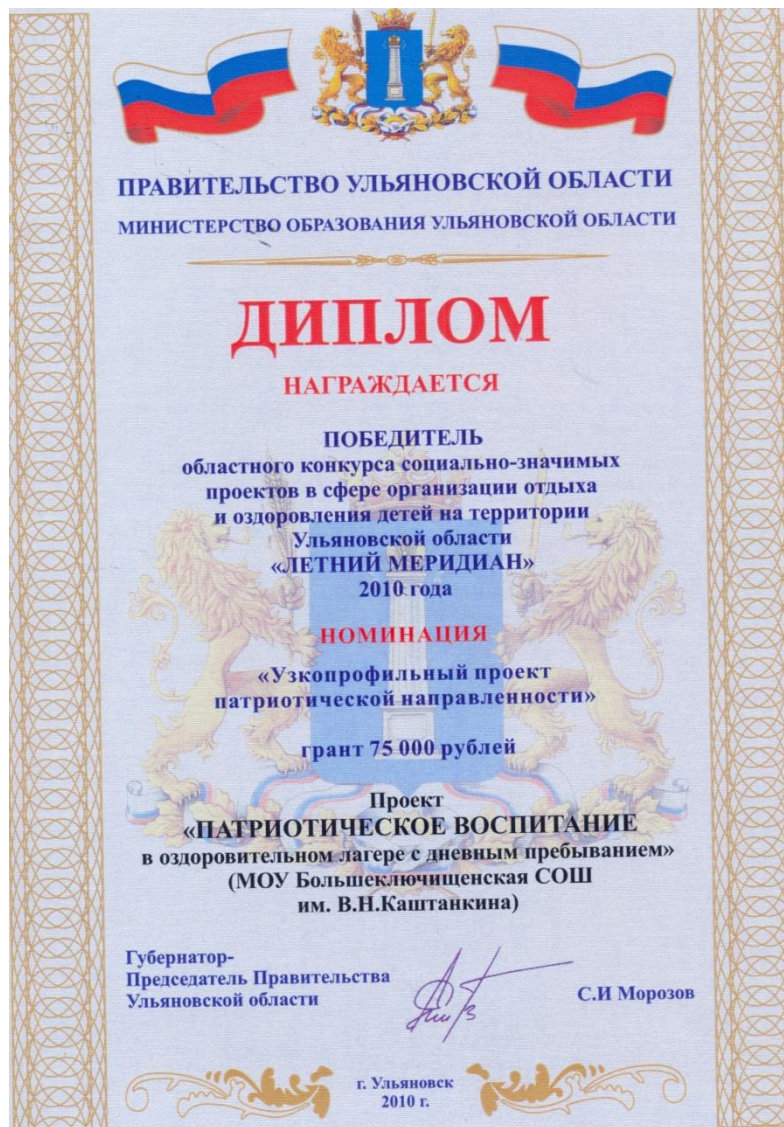 ПРАВИТЕЛЬСТВО УЛЬЯНОВСКОЙ ОБЛАСТИ
МИНИСТЕРСТВО ОБРАЗОВАНИЯ УЛЬЯНОВСКОЙ ОБЛАСТИ
ДИПЛОМ
НАГРАЖДАЕТСЯ
ПОБЕДИТЕЛЬ
областного конкурса социально-значимых
проектов в сфере организации отдыха
и оздоровления детей на территории
Ульяновской области
«ЛЕТНИЙ МЕРИДИАН»
2010 года
НОМИНАЦИЯ
«Узкопрофильный проект
патриотической направленности»
грант 75 000 рублей
Проект
«ПАТРИОТИЧЕСКОЕ ВОСПИТАНИЕ
в оздоровительном лагере с дневным пребыванием»
(МОУ Большеключищенская СОШ
им. В.Н.Каштанкина)
Губернатор-
Председатель Правительства
Ульяновской области
С.И Морозов
г. Ульяновск
2010 г.